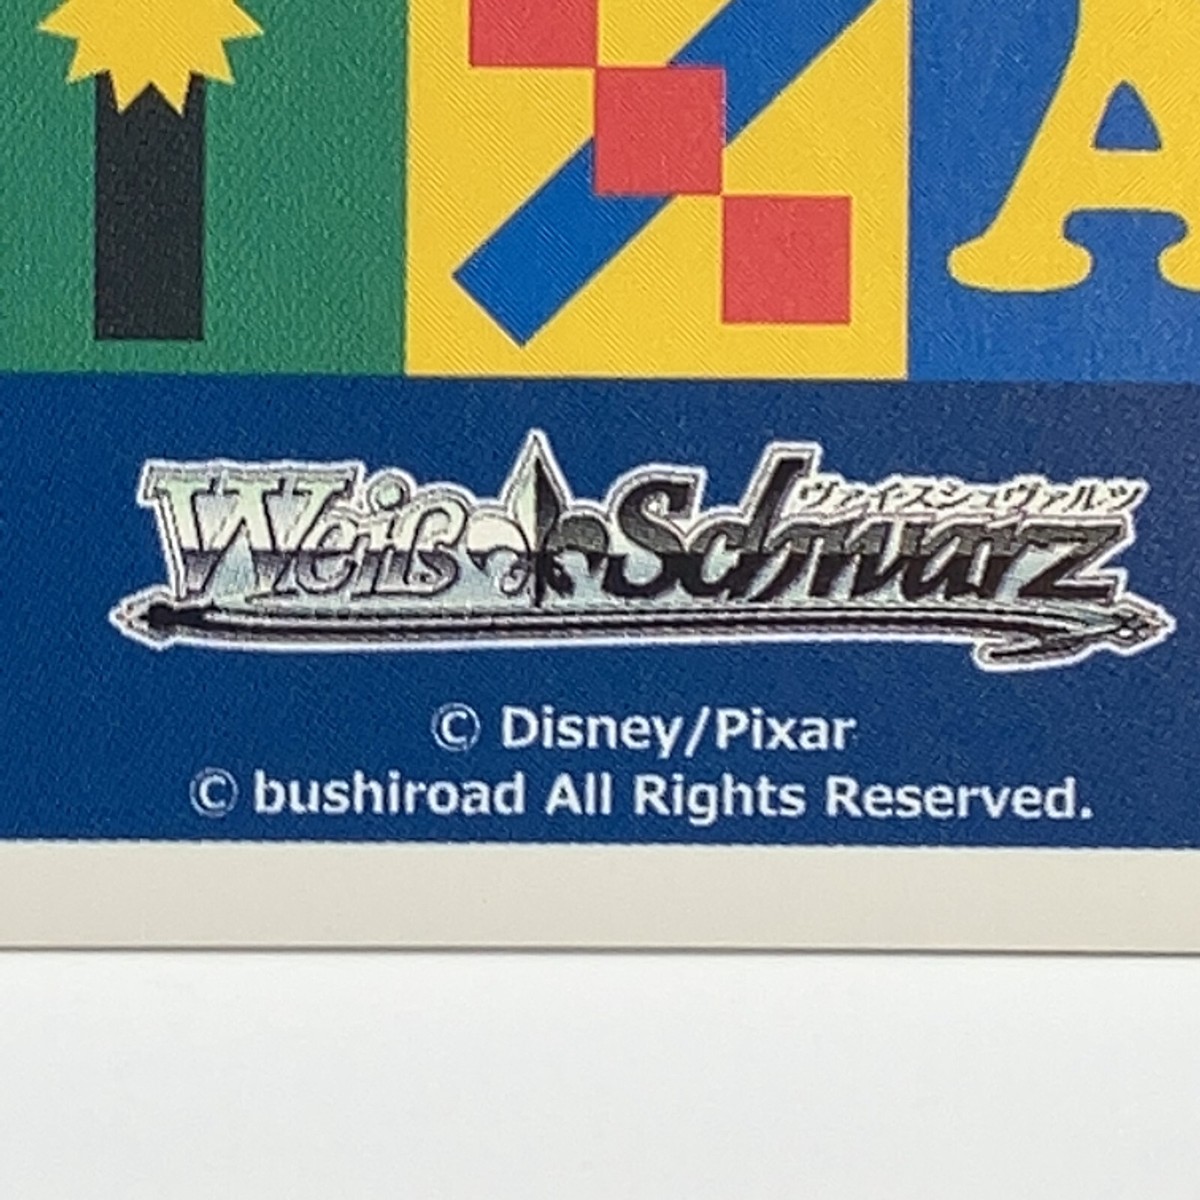 A
Weiß Schwarz
ヴァイスシュヴァルツ
© Disney/Pixar
© bushiroad All Rights Reserved.